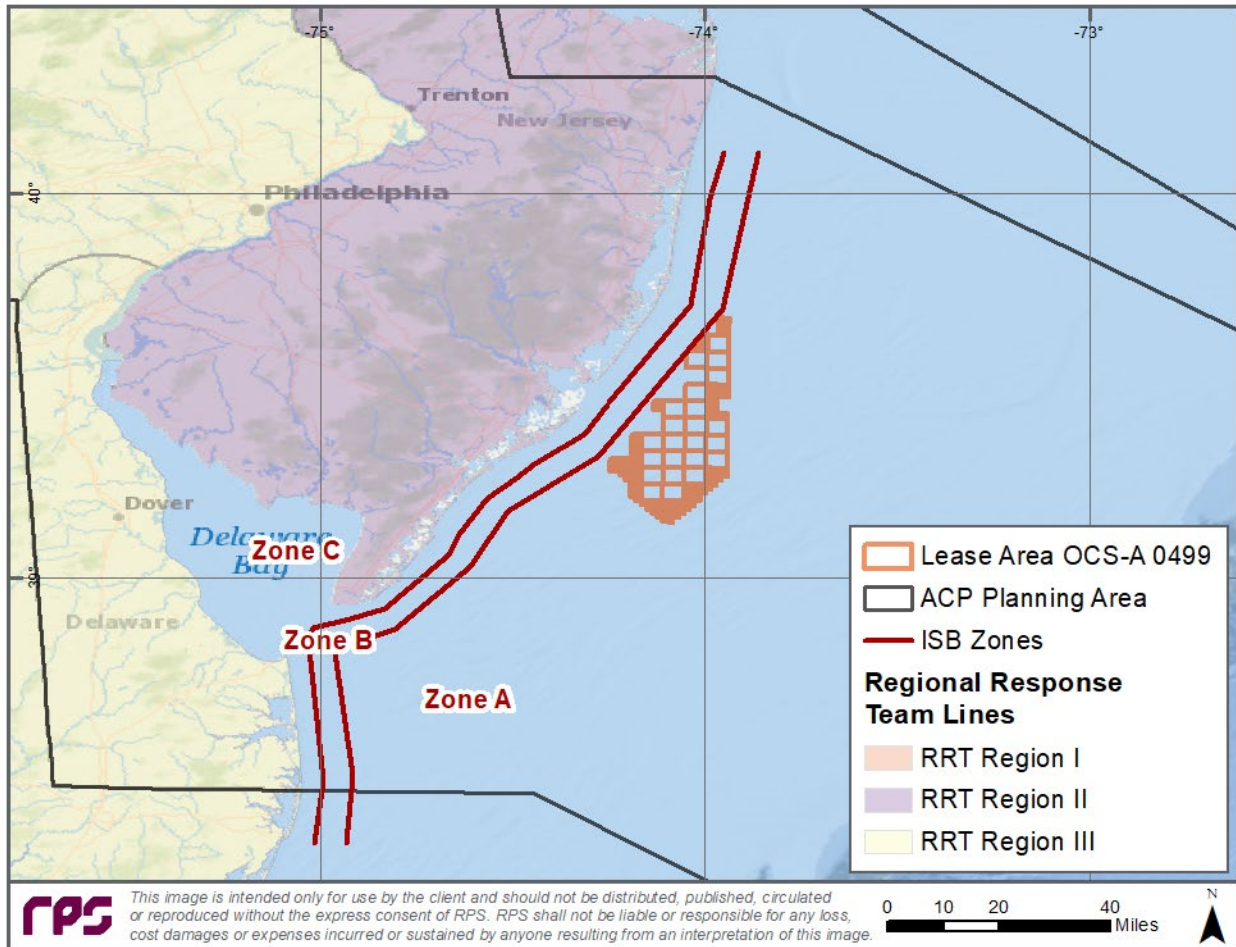 -75°
-74°
-73°
Trenton
New Jersey
40°
Philadelphia
Dover
Delaware
Bay
Zone C
39°
Delaware
Zone B
Zone A
Lease Area OCS-A 0499
ACP Planning Area
ISB Zones
Regional Response
Team Lines
RRT Region I
RRT Region II
RRT Region III
rps
This image is intended only for use by the client and should not be distributed, published, circulated
or reproduced without the express consent of RPS. RPS shall not be liable or responsible for any loss,
cost damages or expenses incurred or sustained by anyone resulting from an interpretation of this image.
0 10 20 40
Miles
N